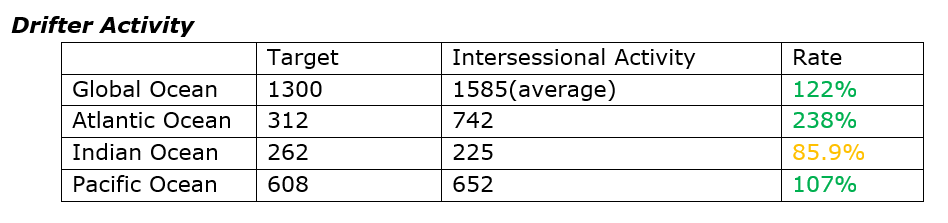 Drifter Activity
Target Intersessional Activity Rate
Global Ocean 1300 1585(average) 122%
Atlantic Ocean 312 742 238%
Indian Ocean 262 225 85.9%
Pacific Ocean 608 652 107%